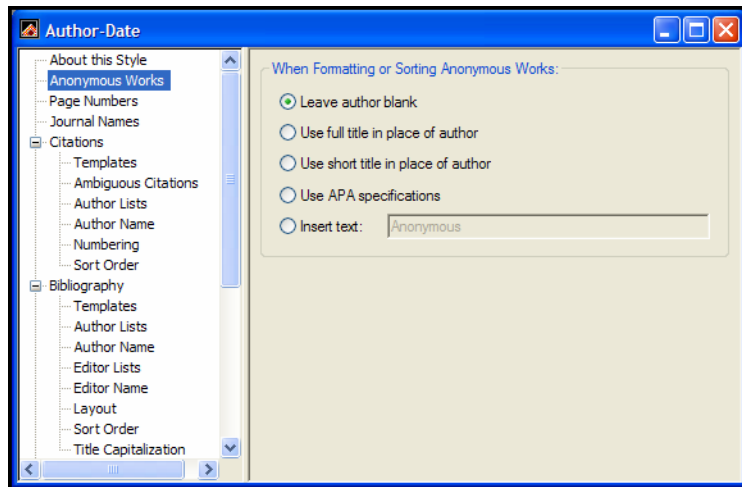 Author-Date
About this Style
Anonymous Works
Page Numbers
Journal Names
Citations
Templates
Ambiguous Citations
Author Lists
Author Name
Numbering
Sort Order
Bibliography
Templates
Author Lists
Author Name
Editor Lists
Editor Name
Layout
Sort Order
Title Capitalization
When Formatting or Sorting Anonymous Works:
Leave author blank
Use full title in place of author
Use short title in place of author
Use APA specifications
Insert text: Anonymous